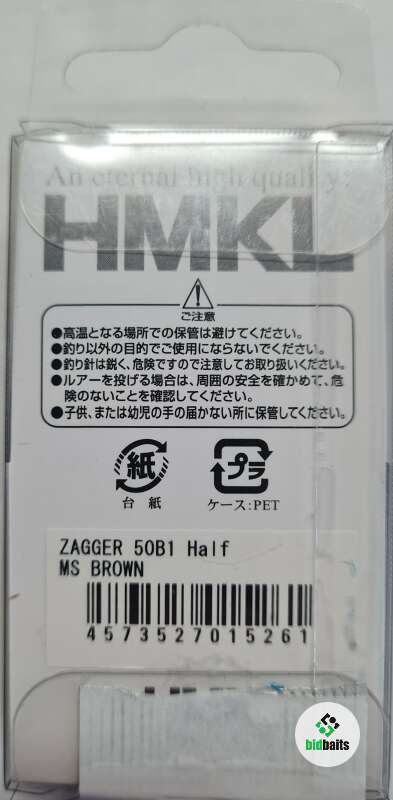 An eternal high quality:
HMKL
ご注意
●高温となる場所での保管は避けてください。
●釣り以外の目的でご使用にならないでください。
●釣り針は鋭く、危険ですので注意してお取り扱いください。
●ルアーを投げる場合は、周囲の安全を確かめて、危
険のないことを確認してください。
●子供、または幼児の手の届かない所に保管してください。
紙 プラ
台紙 ケース:PET
ZAGGER 50B1 Half
MS BROWN
4573527015261
bidbaits